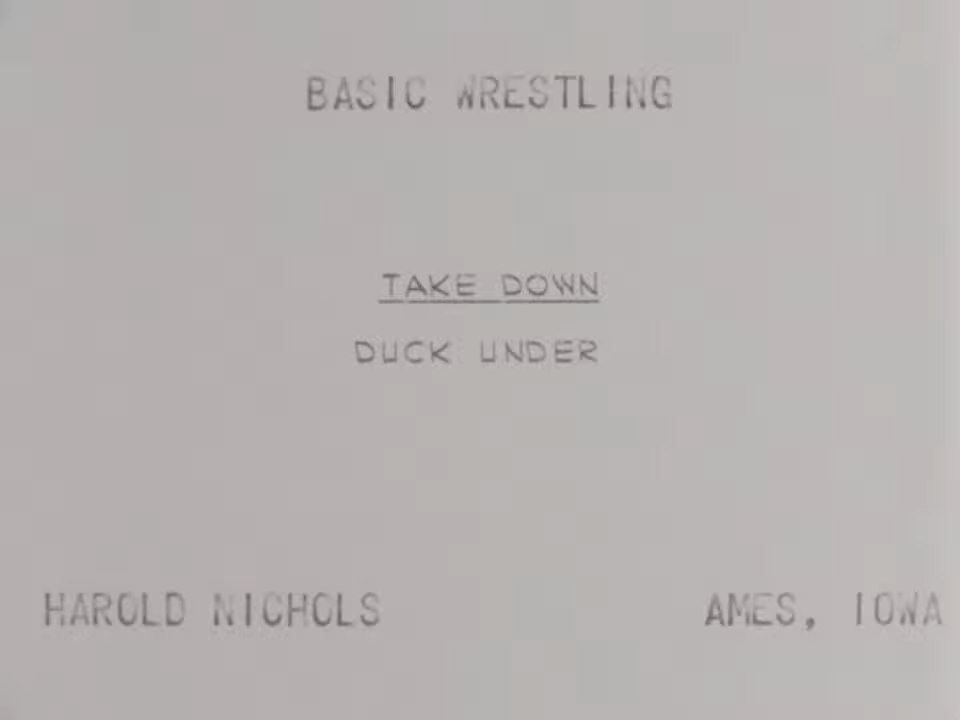 BASIC WRESTLING
TAKE DOWN
DUCK UNDER
HAROLD NICHOLS AMES, IOWA